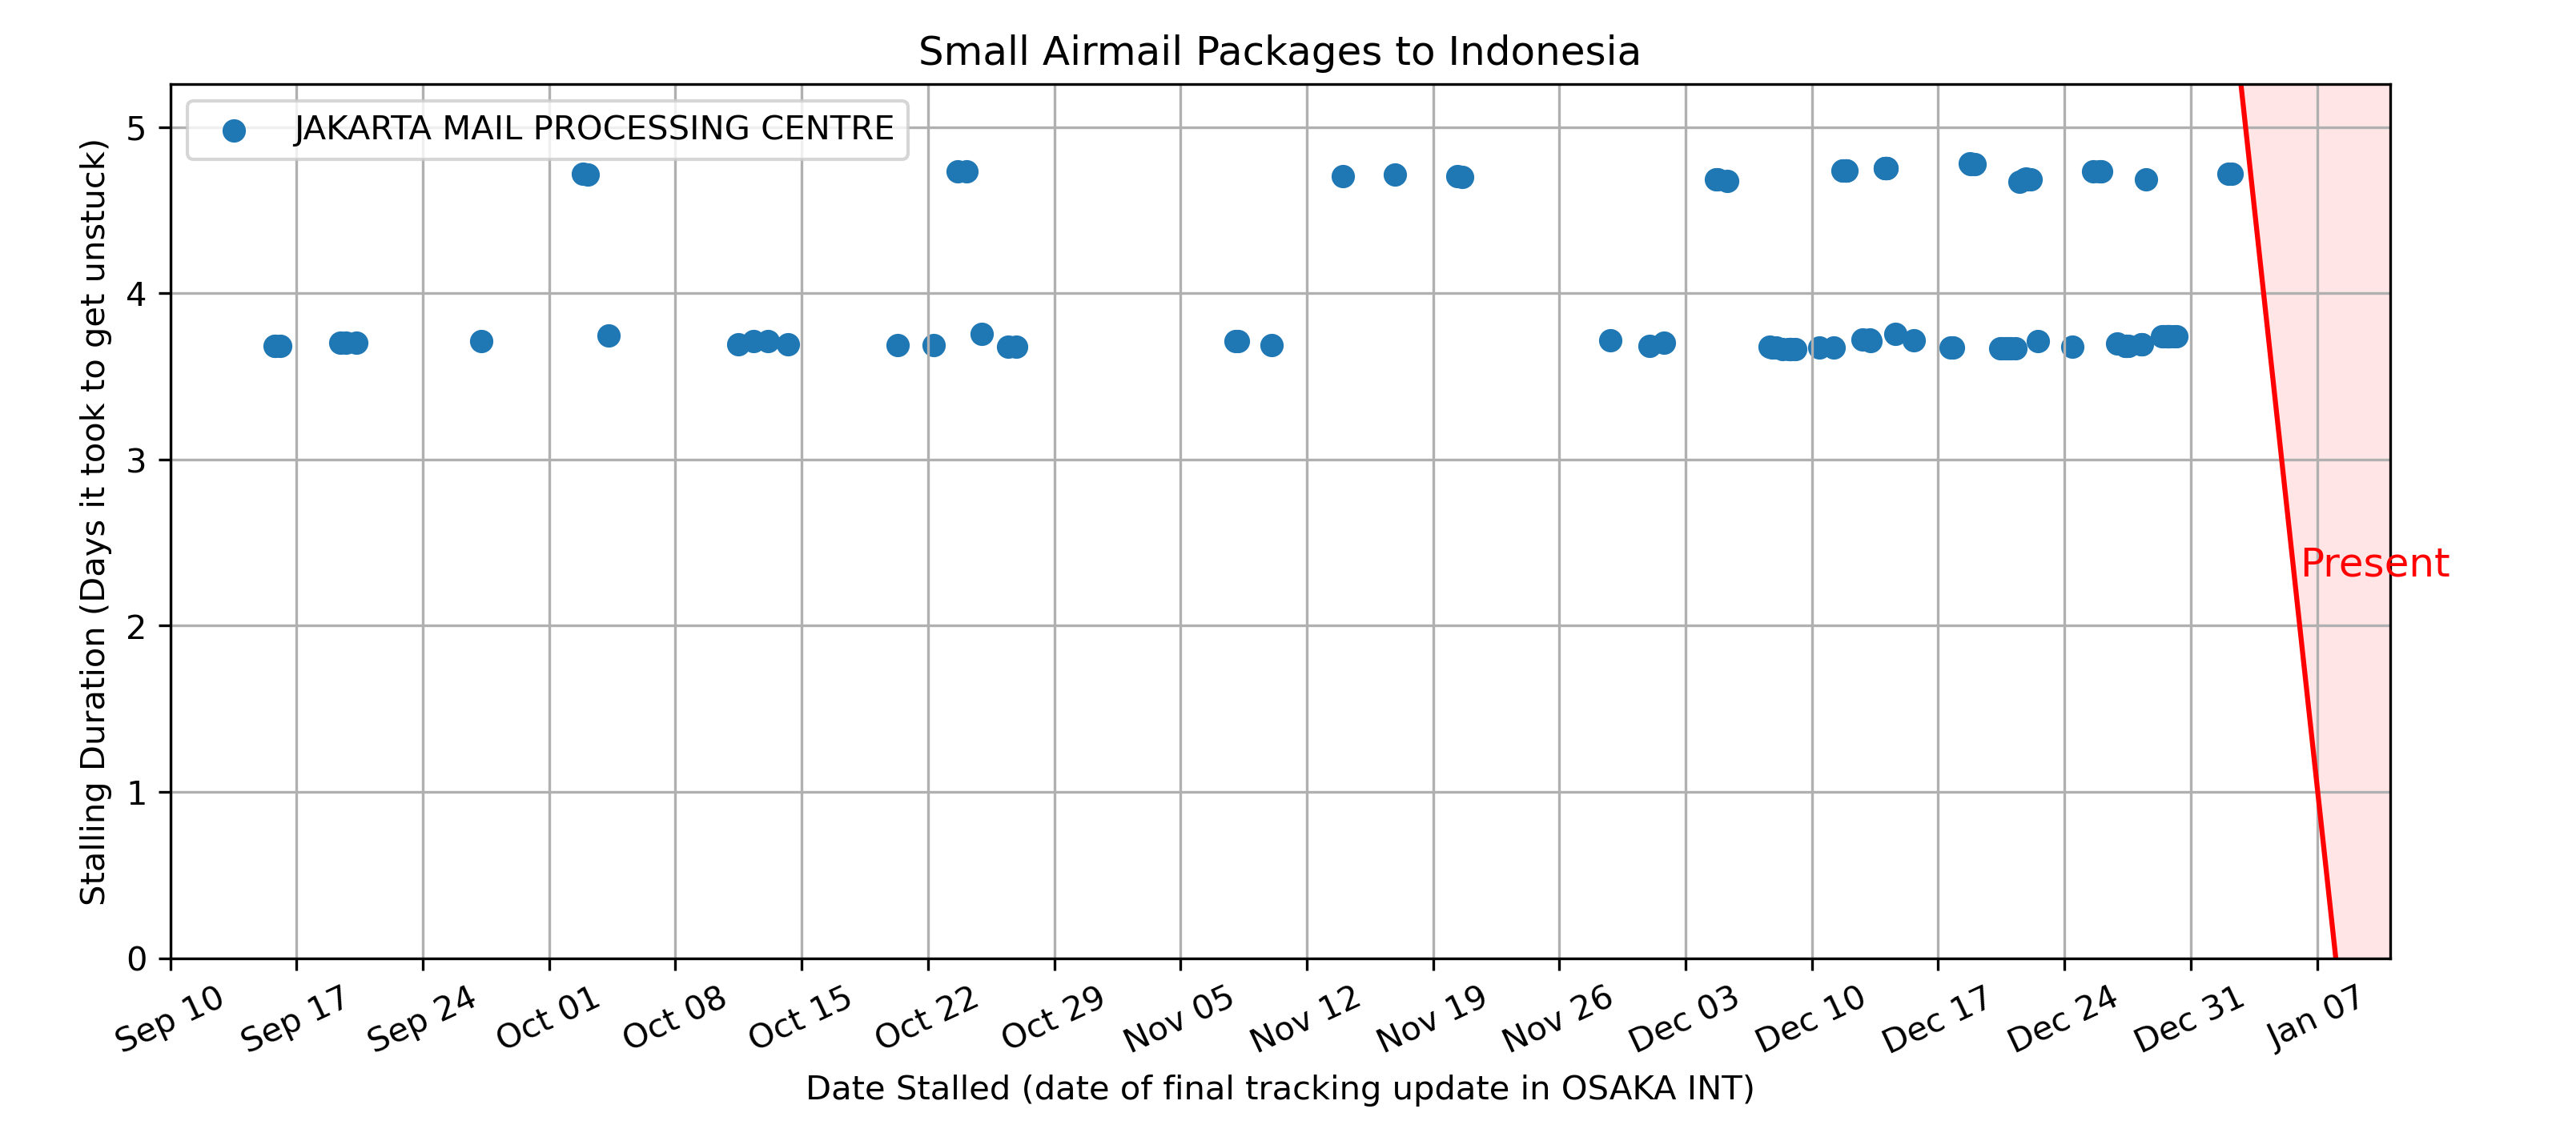 Small Airmail Packages to Indonesia
JAKARTA MAIL PROCESSING CENTRE
Stalling Duration (Days it took to get unstuck)
5
4
3
2
1
0
Present
Sep 10
Sep 17
Sep 24
Oct 01
Oct 08
Oct 15
Oct 22
Oct 29
Nov 05
Nov 12
Nov 19
Nov 26
Dec 03
Dec 10
Dec 17
Dec 24
Dec 31
Jan 07
Date Stalled (date of final tracking update in OSAKA INT)